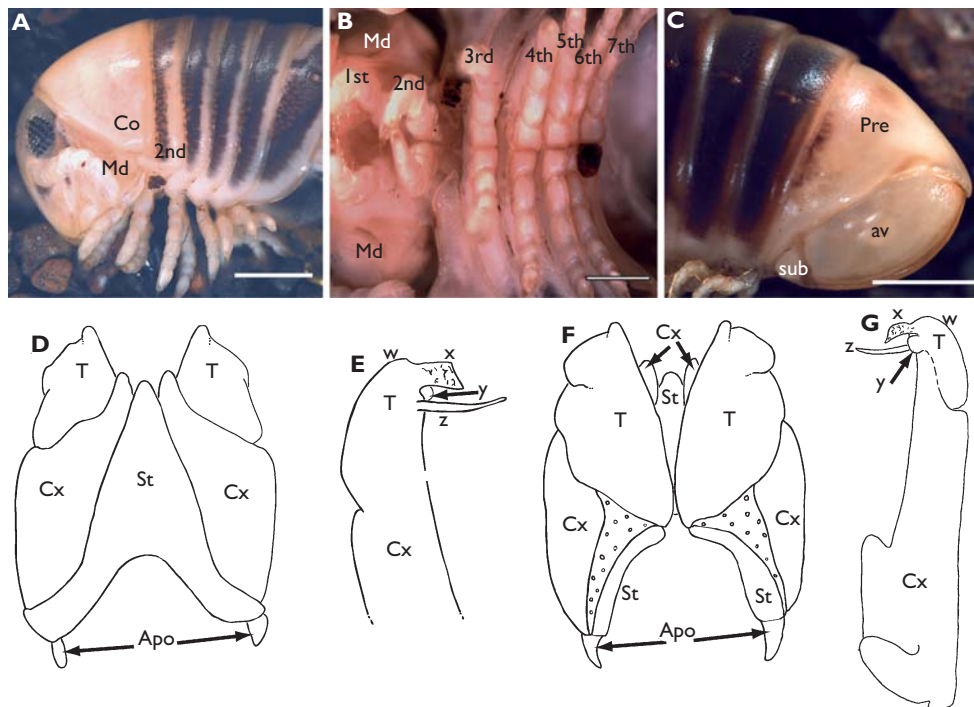 A
Co
Md
2nd
B
Md
1st
2nd
3rd
4th
5th
6th
7th
Md
C
Pre
av
sub
D
T
T
Cx
St
Cx
Apo
E
w
x
T
y
z
Cx
F
Cx
St
T
T
Cx
Cx
St
St
Apo
G
x
w
z
T
y
Cx